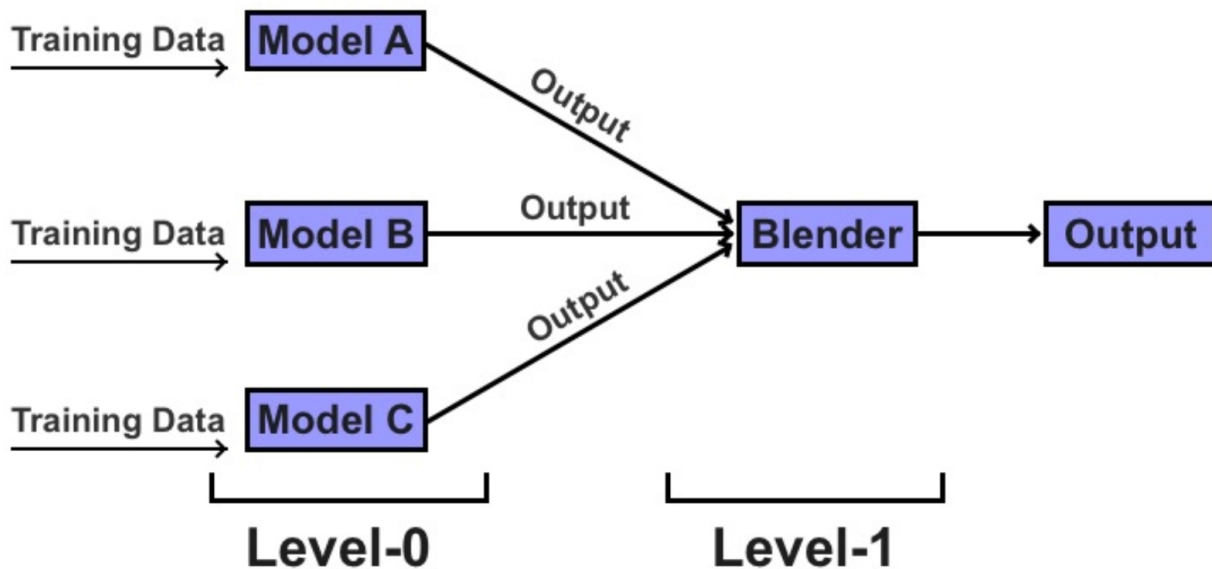 Training Data
Model A
Output
Training Data
Model B
Output
Blender
Output
Output
Training Data
Model C
Level-0
Level-1